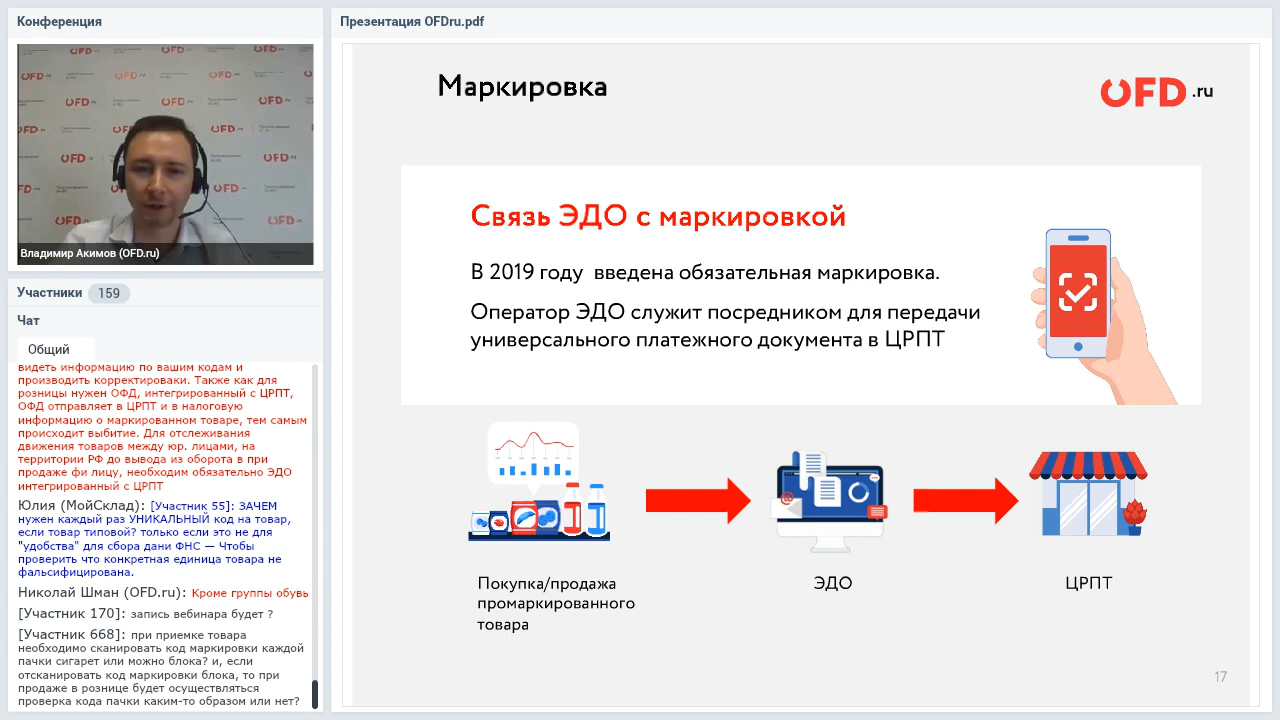 Конференция
OFD.ru
Владимир Акимов (OFD.ru)
Участники 159
Чат
Общий
видеть информацию по вашим кодам и
производить корректировaки. Также как для
розницы нужен ОФД, интегрированный с ЦРПТ,
ОФД отправляет в ЦРПТ и в налоговую
информацию о маркированном товаре, тем самым
происходит выбитие. Для отслеживания
движения товаров между юр. лицами, на
территории РФ до вывода из оборота в при
продаже фи лицу, необходим обязательно ЭДО
интегрированный с ЦРПТ
Юлия (МойСклад): [Участник 55]: ЗАЧЕМ
нужен каждый раз УНИКАЛЬНЫЙ код на товар,
если товар типовой? только если это не для
"удобства" для сбора дани ФНС — Чтобы
проверить что конкретная единица товара не
фальсифицирована.
Николай Шман (OFD.ru): Кроме группы обувь
[Участник 170]: запись вебинара будет ?
[Участник 668]: при приемке товара
необходимо сканировать код маркировки каждой
пачки сигарет или можно блока? и, если
отсканировать код маркировки блока, то при
продаже в рознице будет осуществляться
проверка кода пачки каким-то образом или нет?
Презентация OFDru.pdf
Маркировка
OFD.ru
Связь ЭДО с маркировкой
В 2019 году введена обязательная маркировка.
Оператор ЭДО служит посредником для передачи
универсального платежного документа в ЦРПТ
Покупка/продажа
промаркированного
товара
ЭДО
ЦРПТ
17